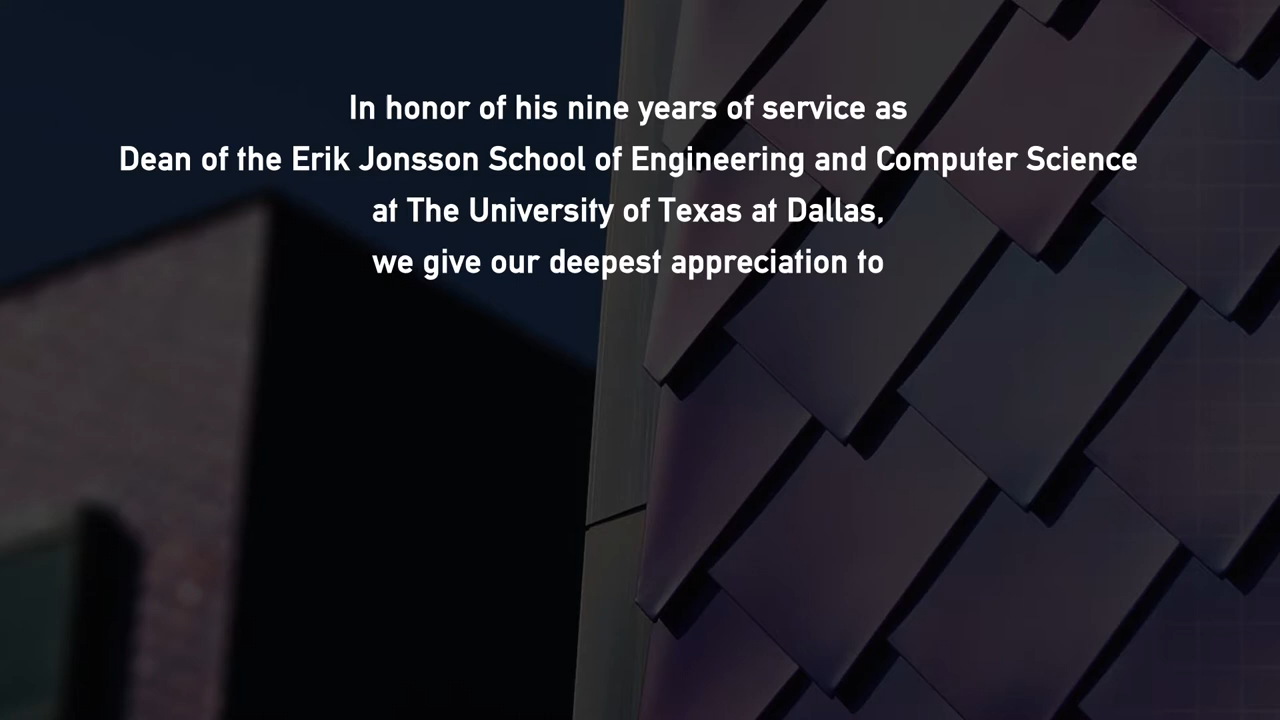 In honor of his nine years of service as
Dean of the Erik Jonsson School of Engineering and Computer Science
at The University of Texas at Dallas,
we give our deepest appreciation to